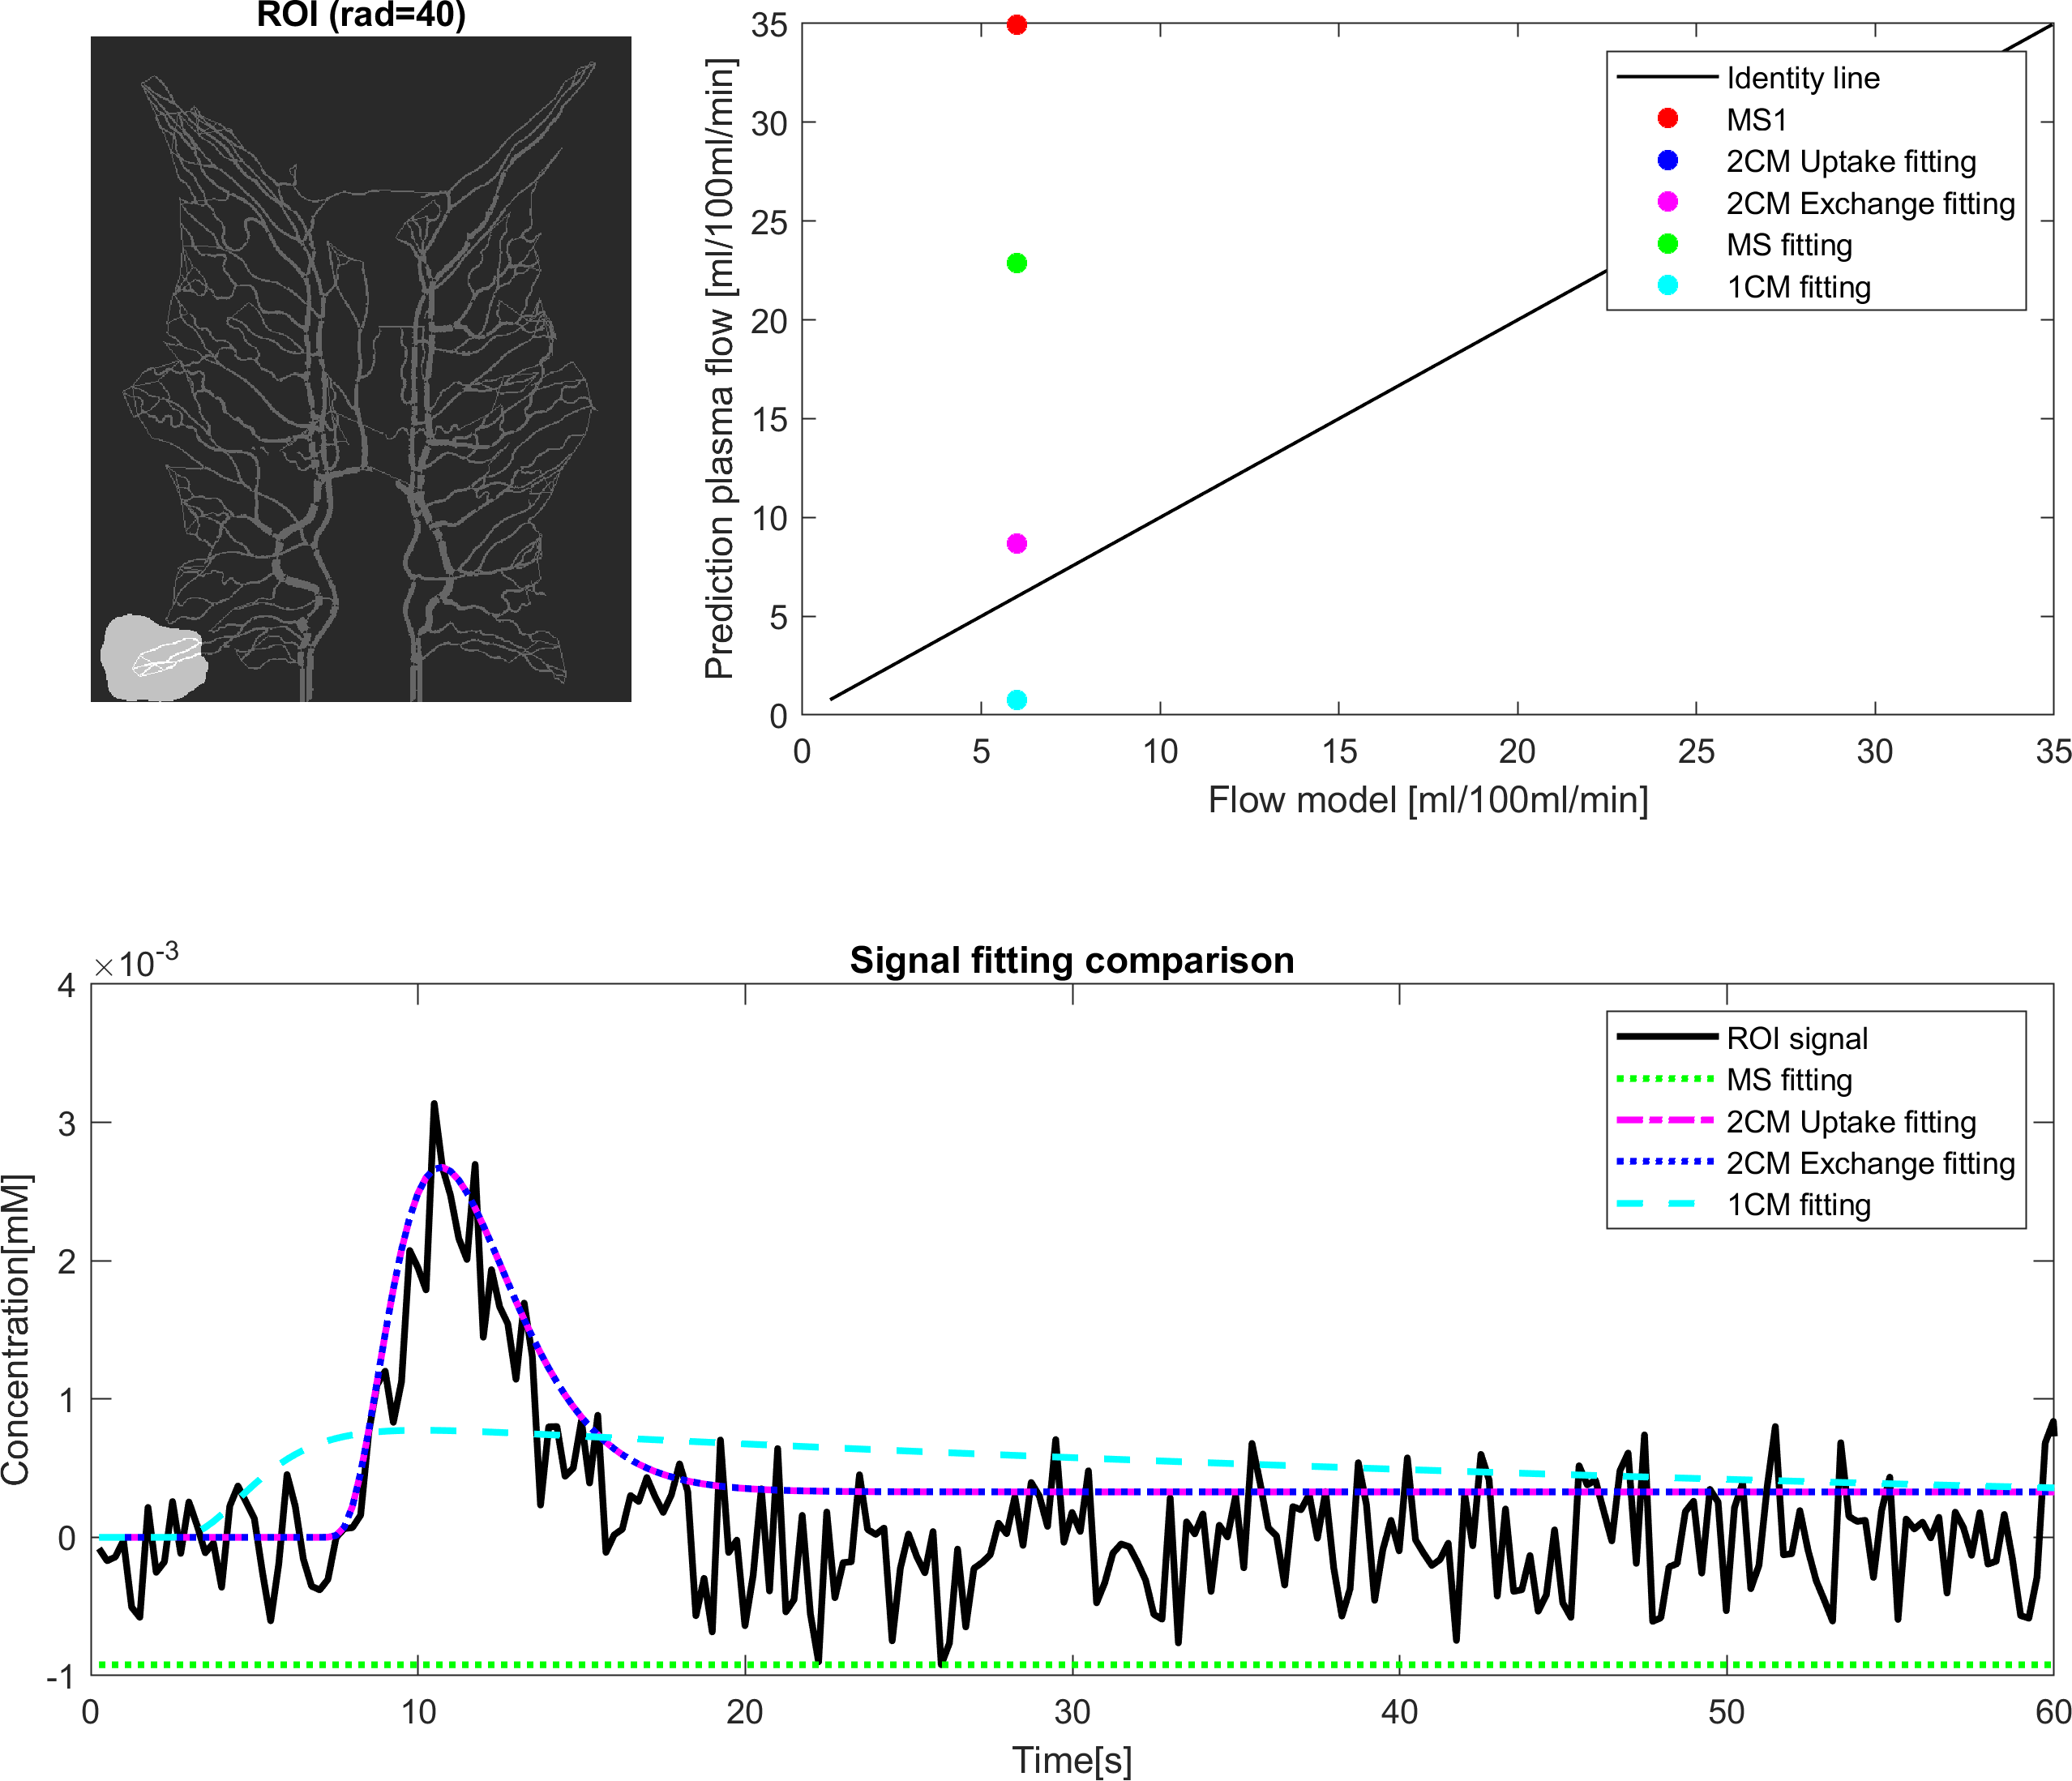 ROI (rad=40)
Prediction plasma flow [ml/100ml/min]
35
30
25
20
15
10
5
0
0 5 10 15 20 25 30 35
Flow model [ml/100ml/min]
Identity line
MS1
2CM Uptake fitting
2CM Exchange fitting
MS fitting
1CM fitting
Signal fitting comparison
×10⁻³
Concentration[mM]
4
3
2
1
0
-1
0 10 20 30 40 50 60
Time[s]
ROI signal
MS fitting
2CM Uptake fitting
2CM Exchange fitting
1CM fitting